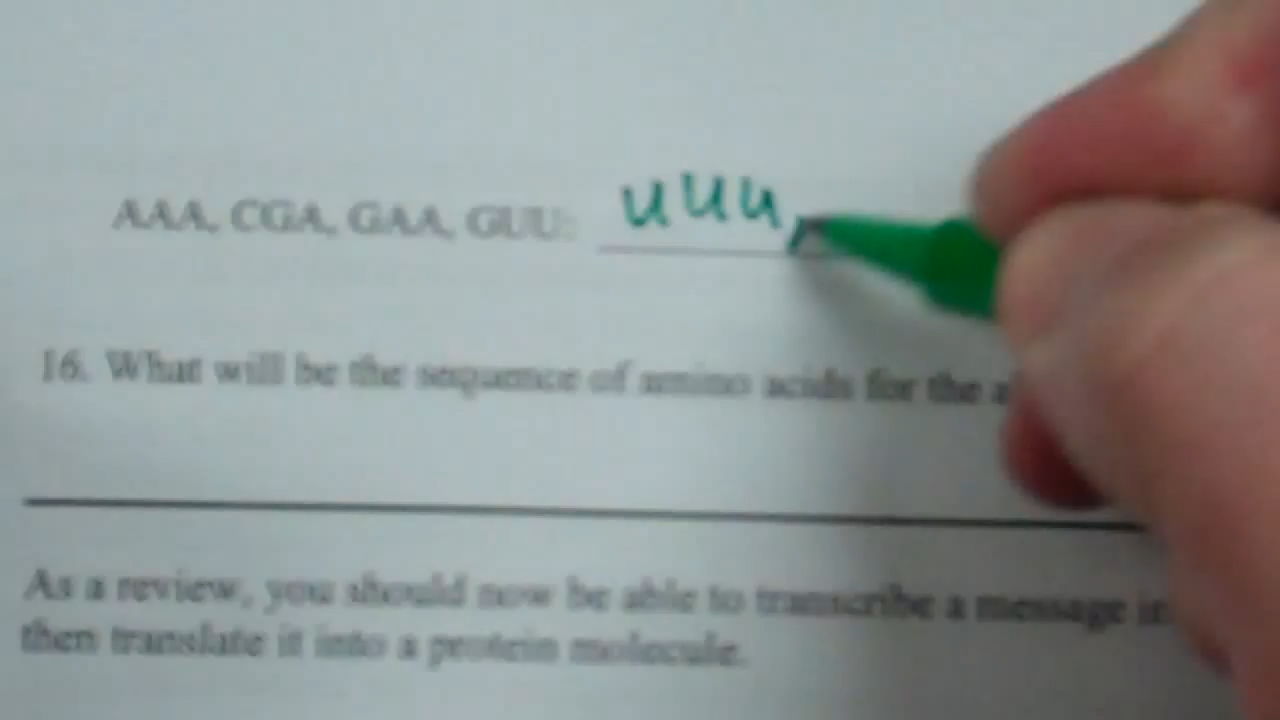 AAA, CGA, GAA, GUU: UUU,
16. What will be the sequence of amino acids for the
As a review, you should now be able to transcribe a message
then translate it into a protein molecule.